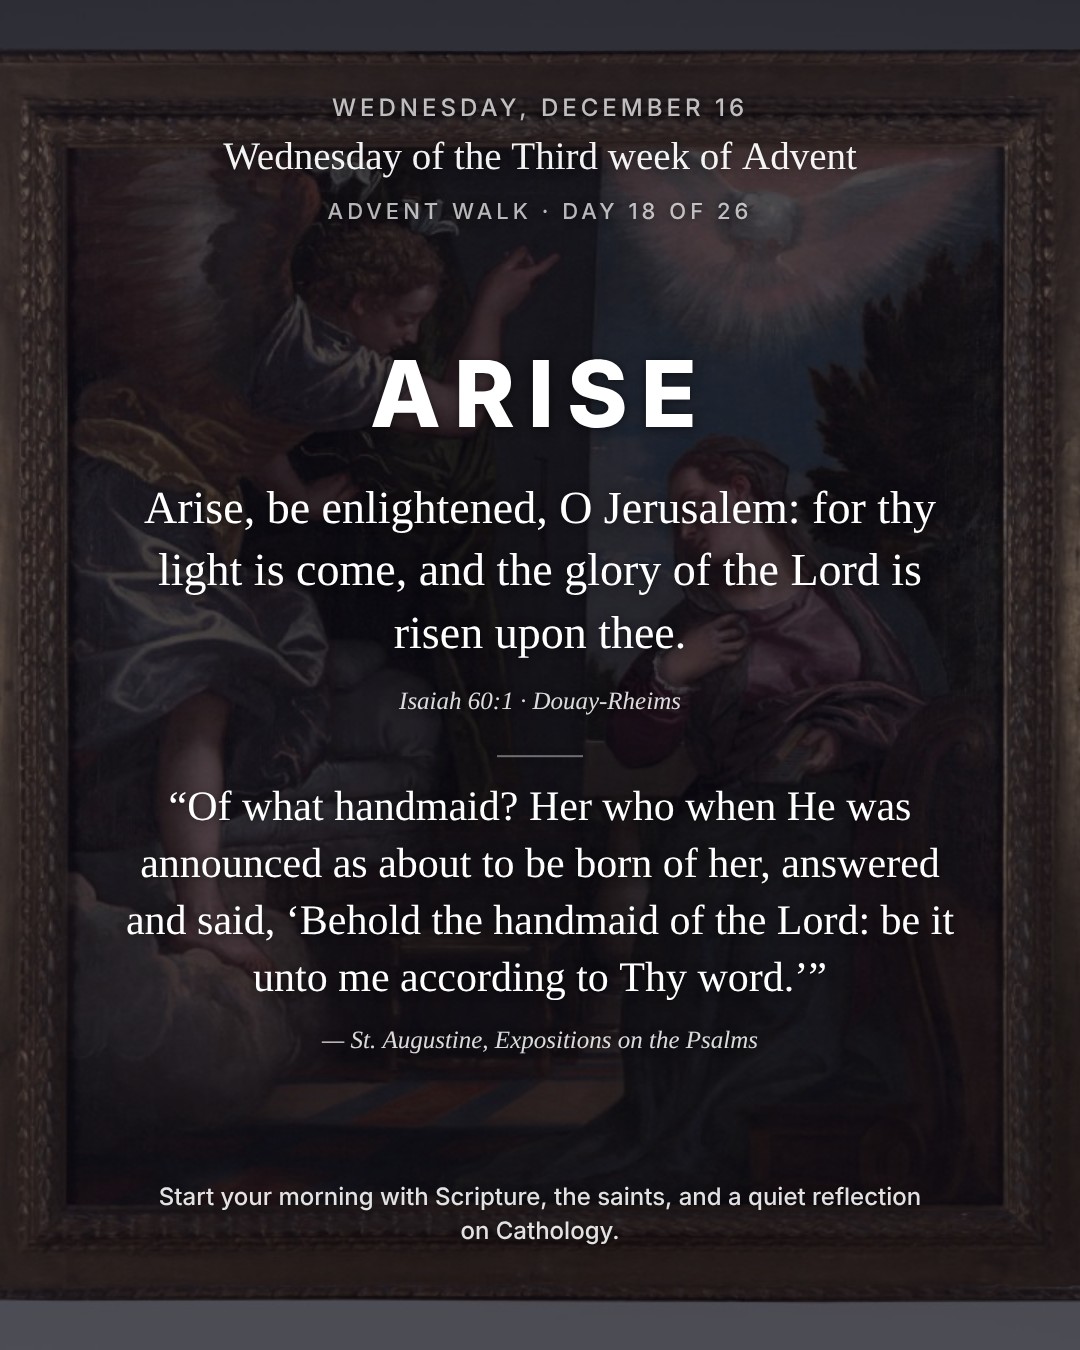 WEDNESDAY, DECEMBER 16
Wednesday of the Third week of Advent
ADVENT WALK · DAY 18 OF 26
ARISE
Arise, be enlightened, O Jerusalem: for thy
light is come, and the glory of the Lord is
risen upon thee.
Isaiah 60:1 · Douay-Rheims
“Of what handmaid? Her who when He was
announced as about to be born of her, answered
and said, ‘Behold the handmaid of the Lord: be it
unto me according to Thy word.’”
— St. Augustine, Expositions on the Psalms
Start your morning with Scripture, the saints, and a quiet reflection
on Cathology.